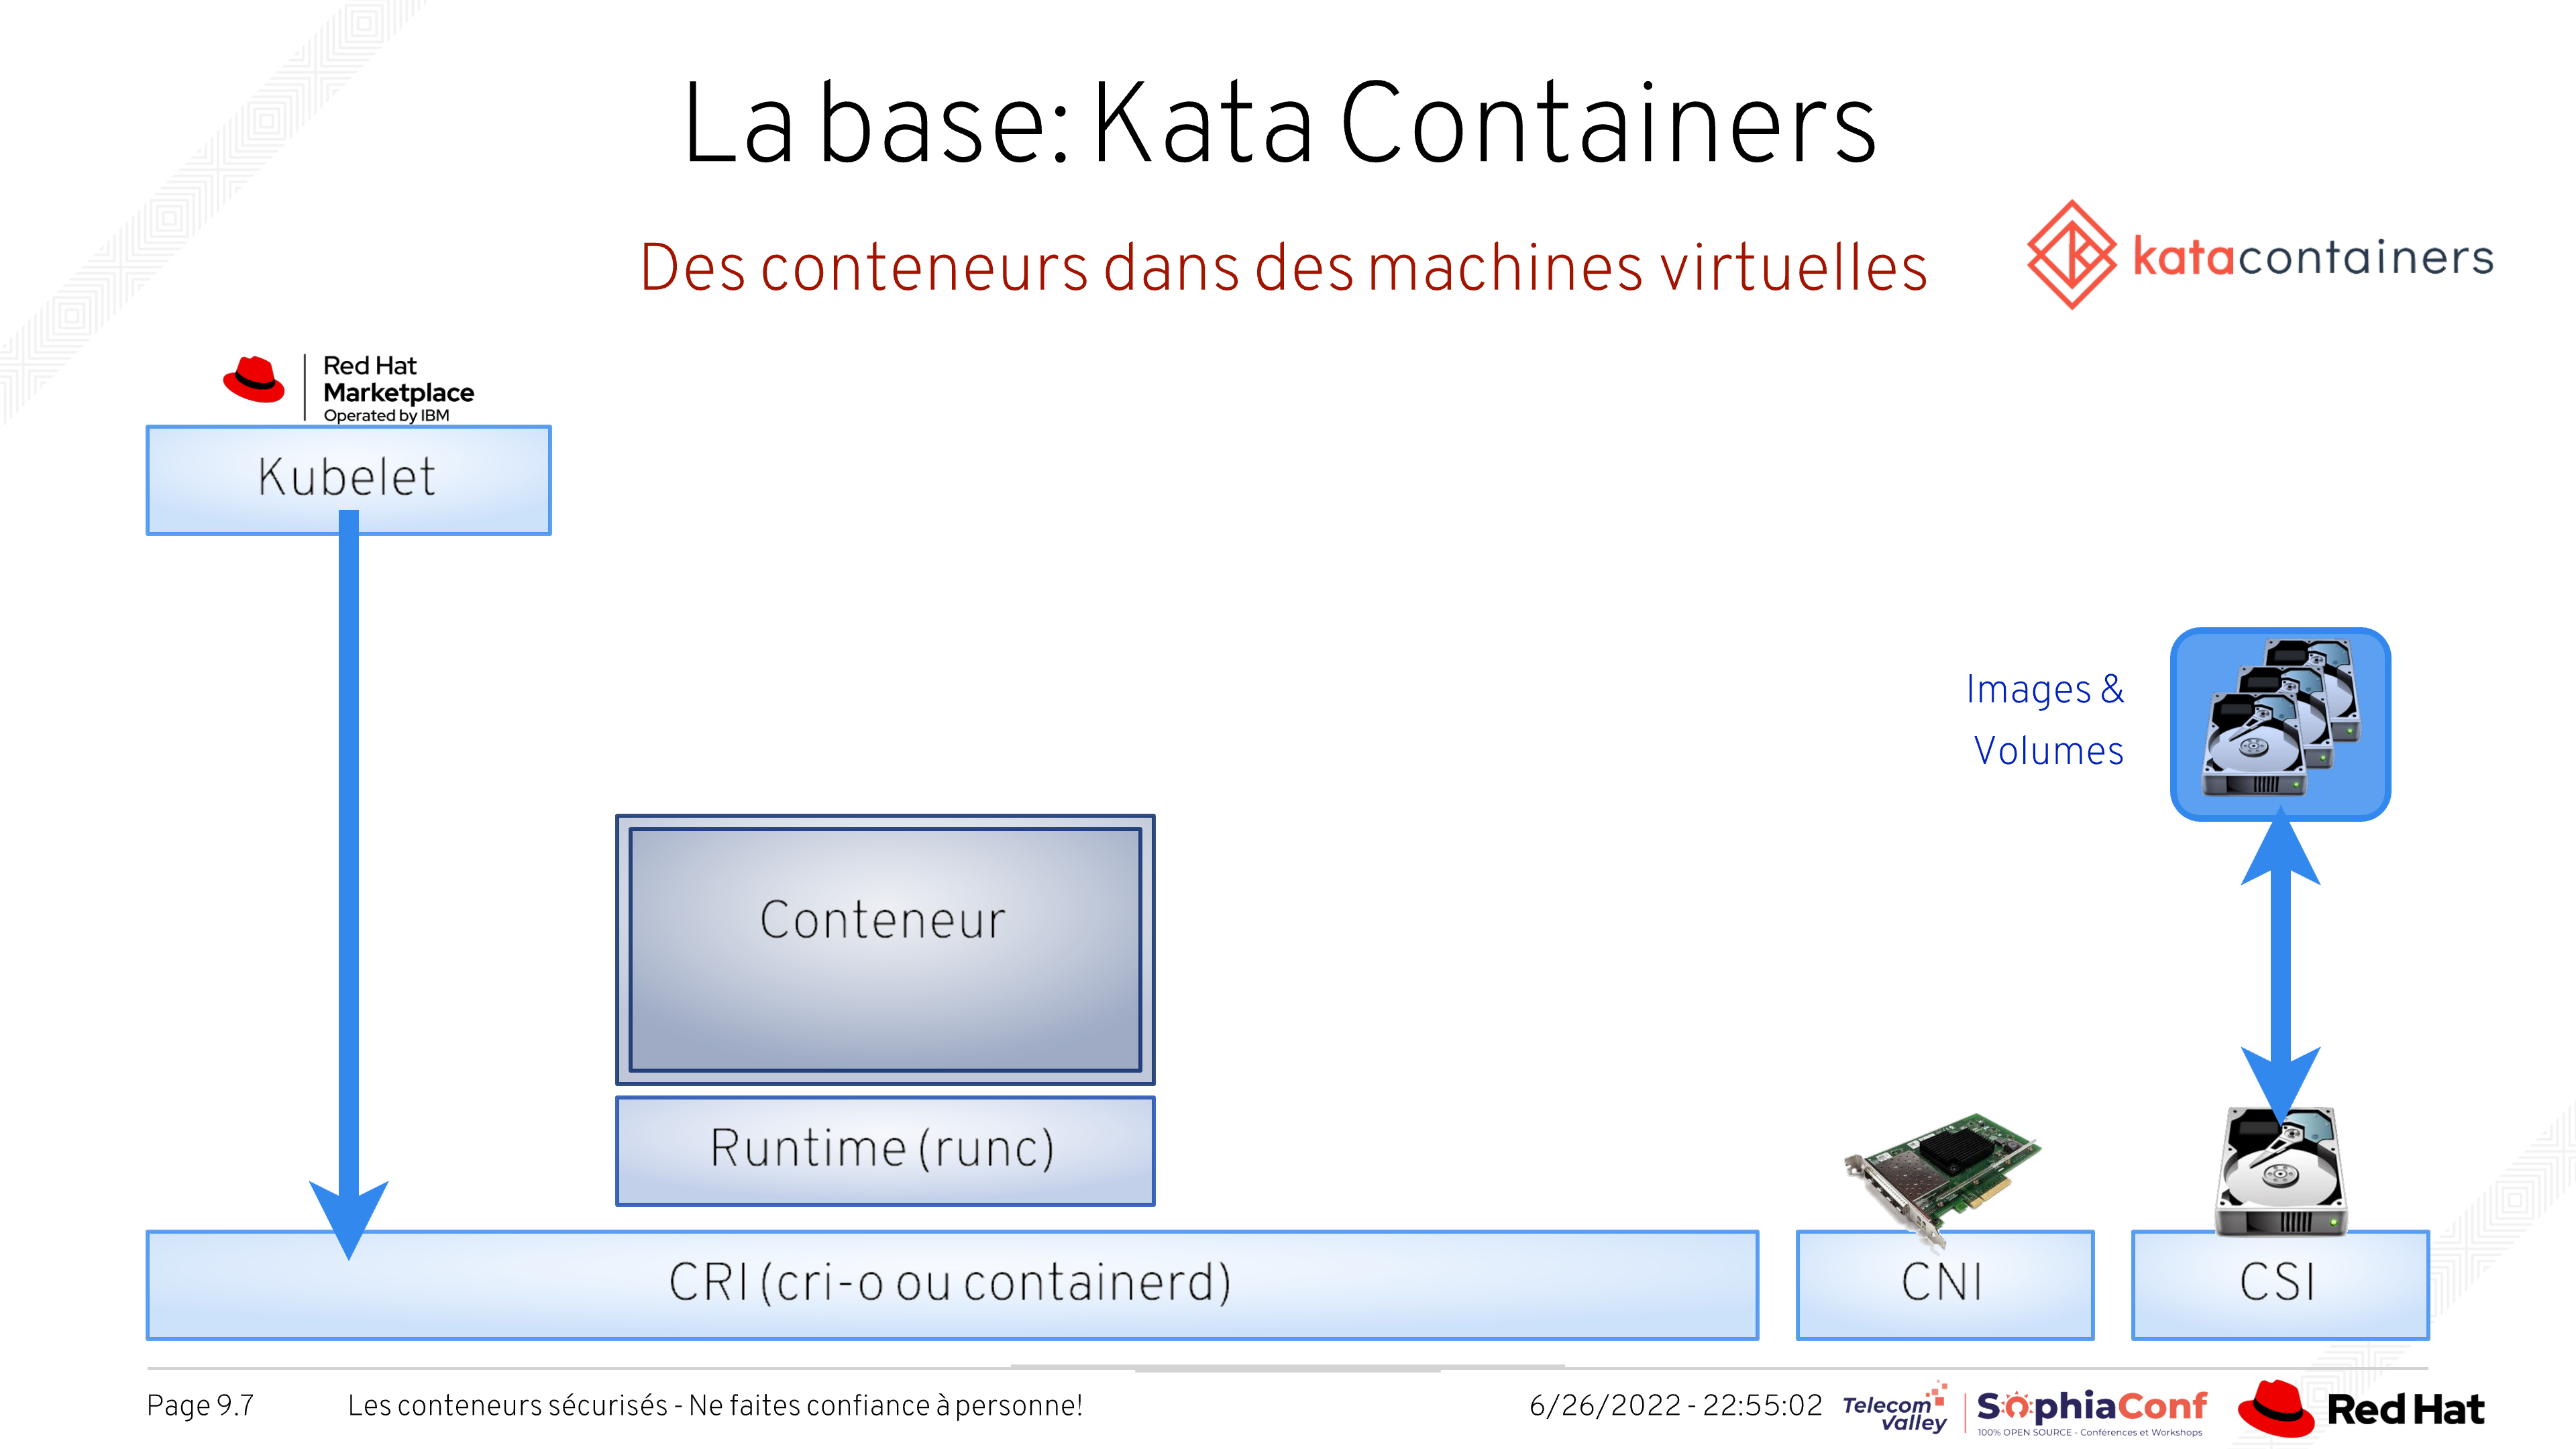 La base: Kata Containers
Des conteneurs dans des machines virtuelles
katacontainers
Red Hat
Marketplace
Operated by IBM
Kubelet
Images &
Volumes
Conteneur
Runtime (runc)
CRI (cri-o ou containerd)
CNI
CSI
Page 9.7
Les conteneurs sécurisés - Ne faites confiance à personne!
6/26/2022 - 22:55:02
Telecom
Valley
SophiaConf
100% OPEN SOURCE - Conférences et Workshops
Red Hat